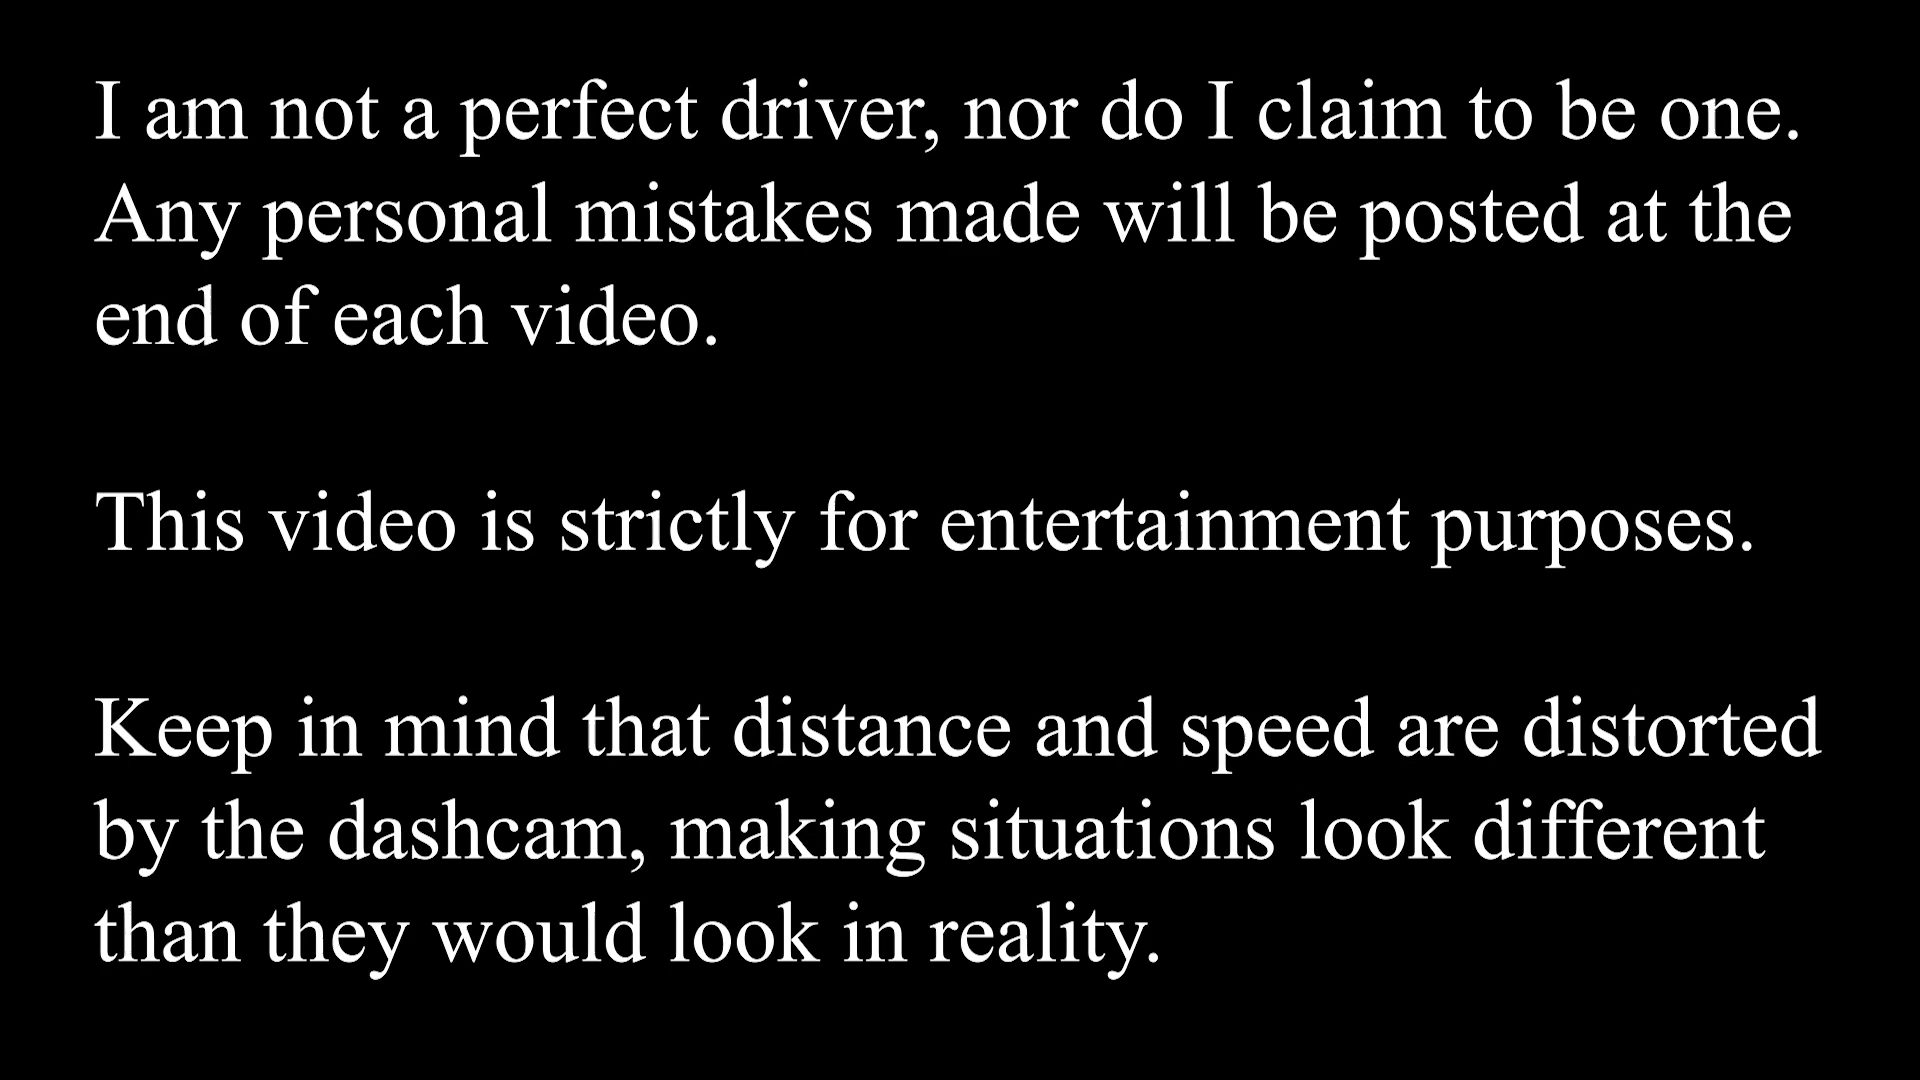 I am not a perfect driver, nor do I claim to be one.
Any personal mistakes made will be posted at the
end of each video.
This video is strictly for entertainment purposes.
Keep in mind that distance and speed are distorted
by the dashcam, making situations look different
than they would look in reality.